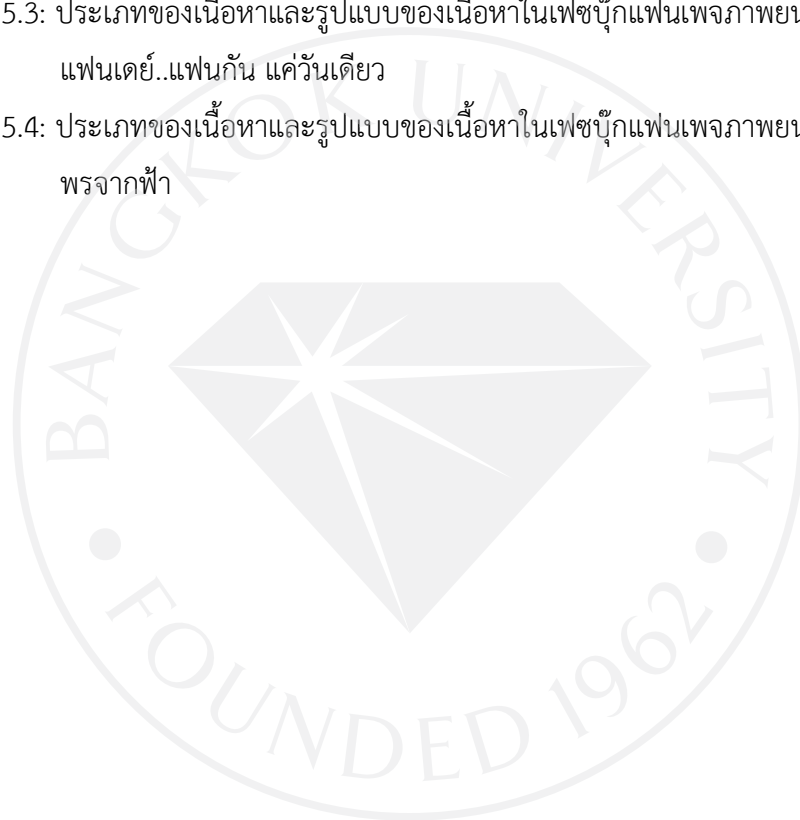 5.3: ประเภทของเนื้อหาและรูปแบบของเนื้อหาในเฟซบุ๊กแฟนเพจภาพยน
แฟนเดย์..แฟนกัน แค่วันเดียว
5.4: ประเภทของเนื้อหาและรูปแบบของเนื้อหาในเฟซบุ๊กแฟนเพจภาพยน
พรจากฟ้า
BANGKOK UNIVERSITY
FOUNDED 1962